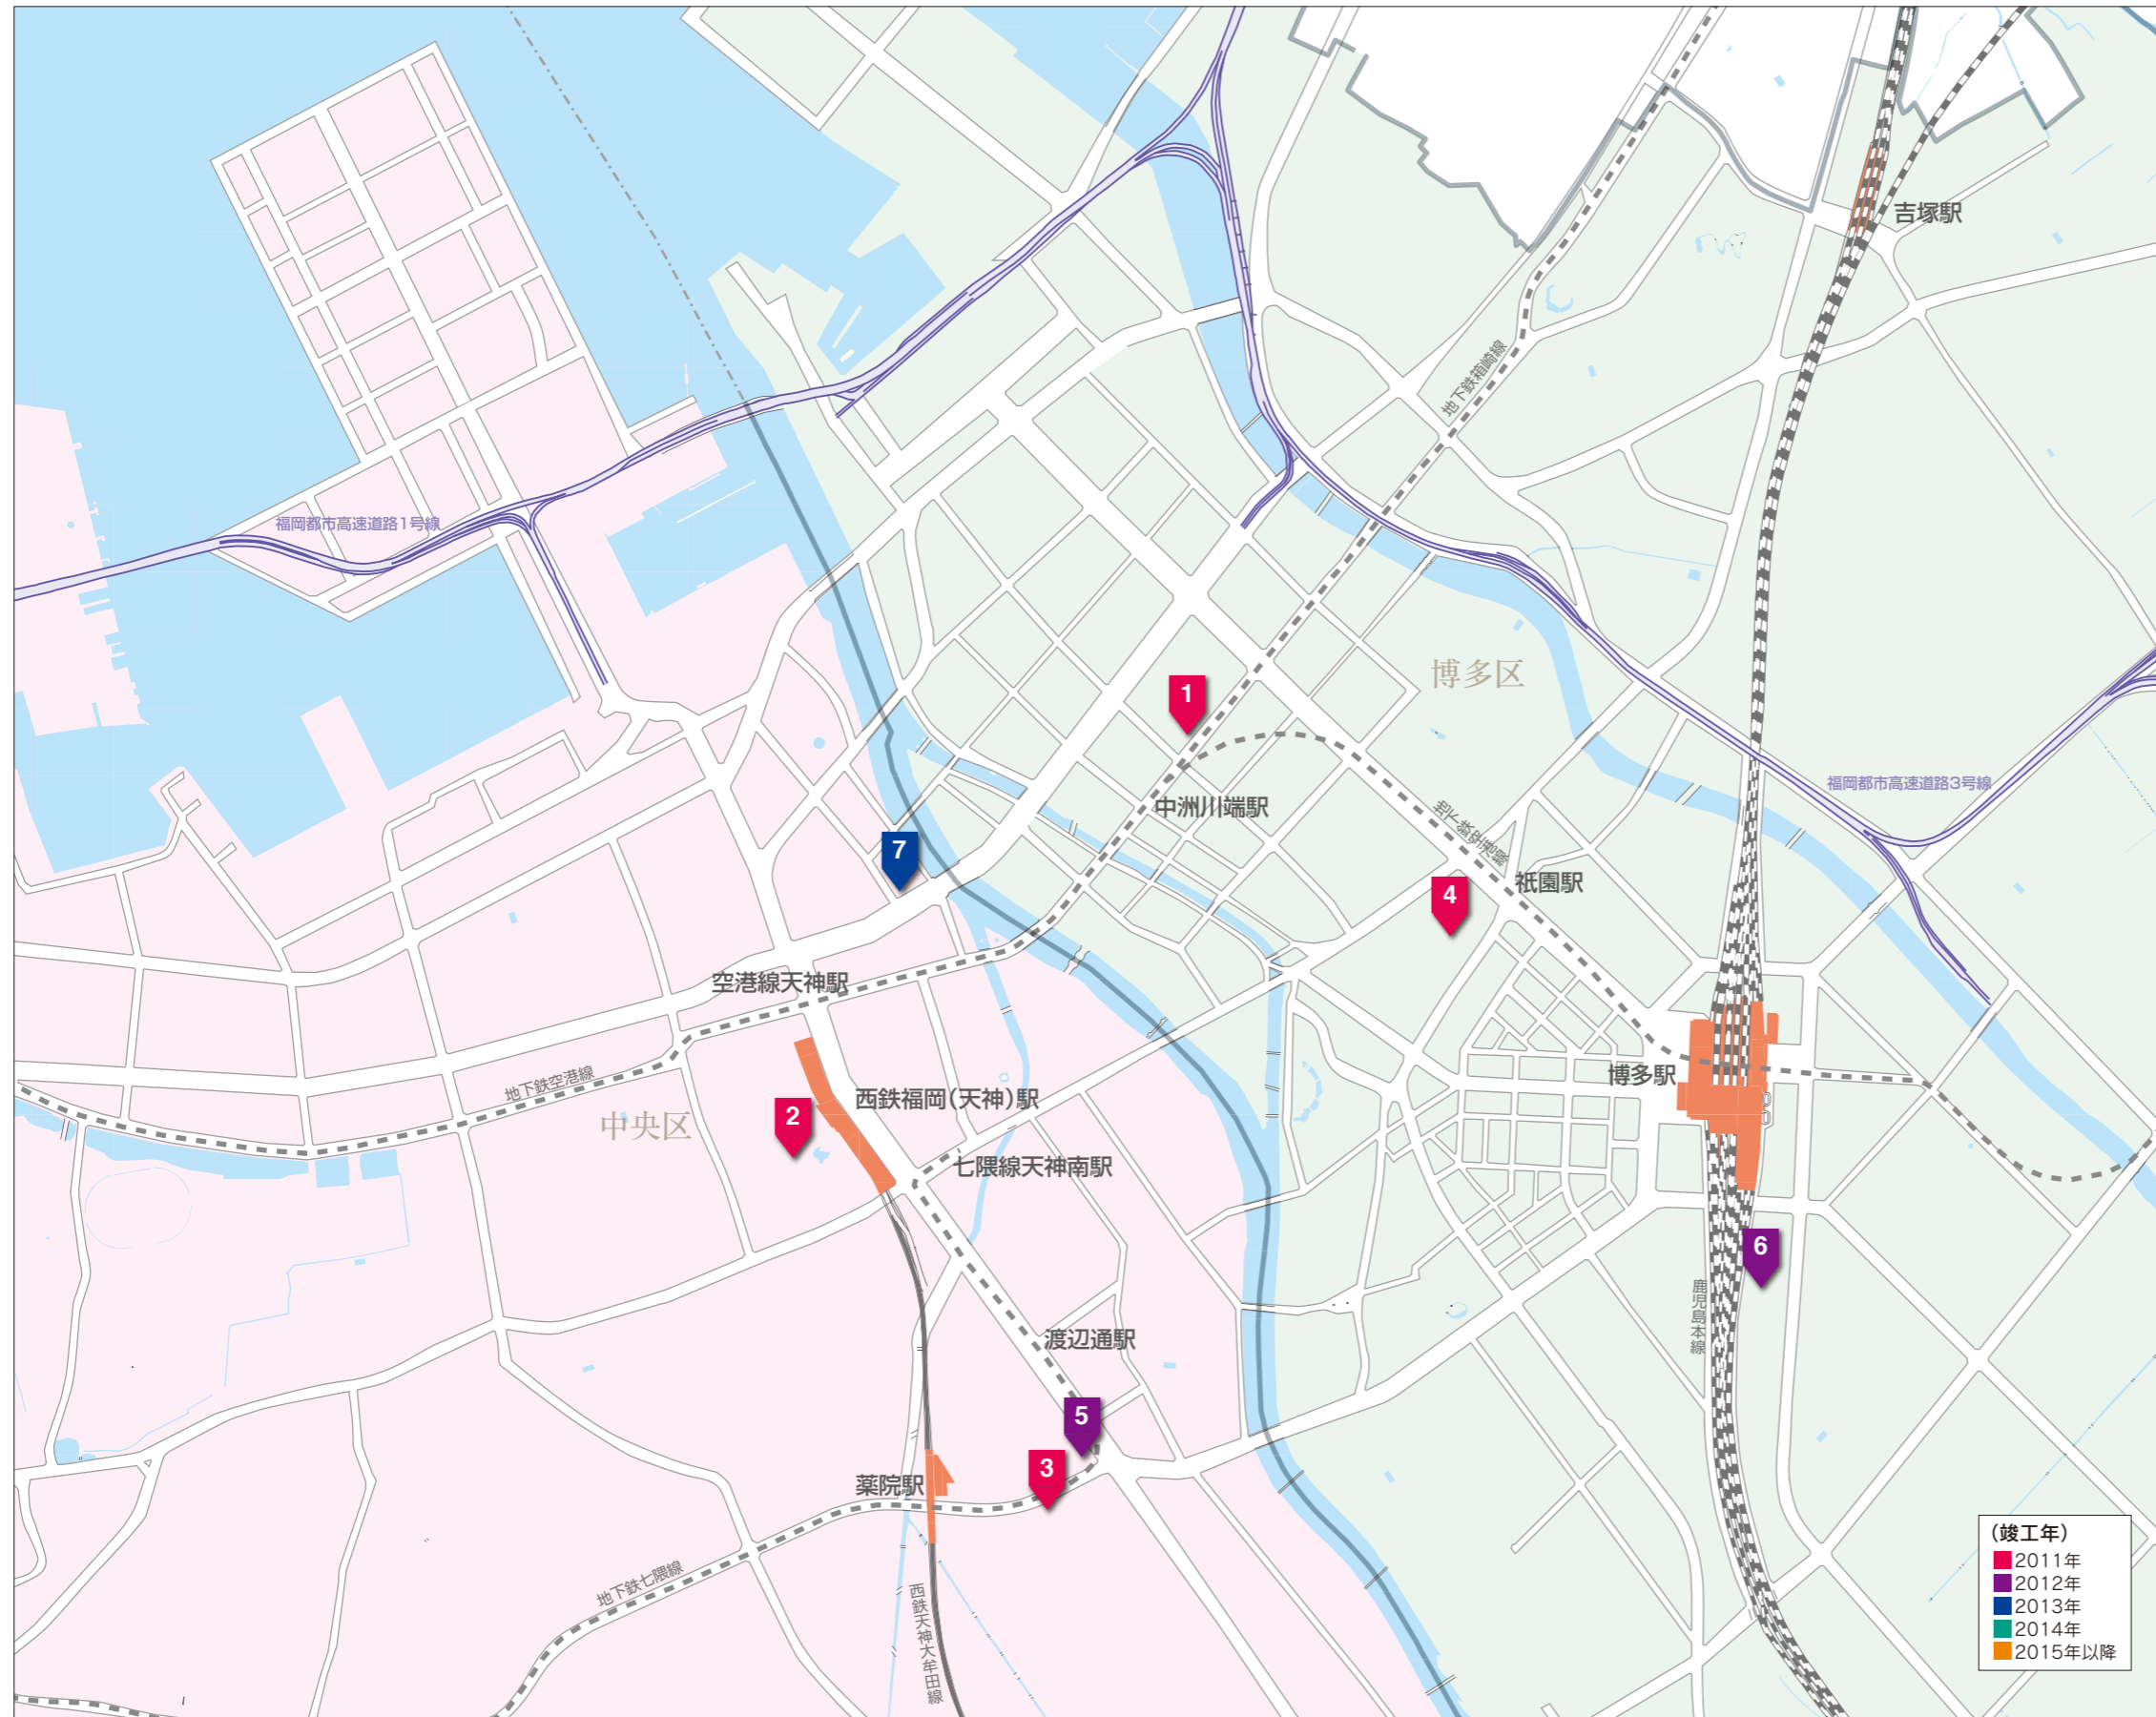 吉塚駅
地下鉄箱崎線
福岡都市高速道路1号線
博多区
1
福岡都市高速道路3号線
中洲川端駅
地下鉄空港線
7
4
祇園駅
空港線天神駅
博多駅
地下鉄空港線
西鉄福岡(天神)駅
中央区
2
七隈線天神南駅
6
鹿児島本線
渡辺通駅
5
3
薬院駅
地下鉄七隈線
西鉄天神大牟田線
(竣工年)
2011年
2012年
2013年
2014年
2015年以降